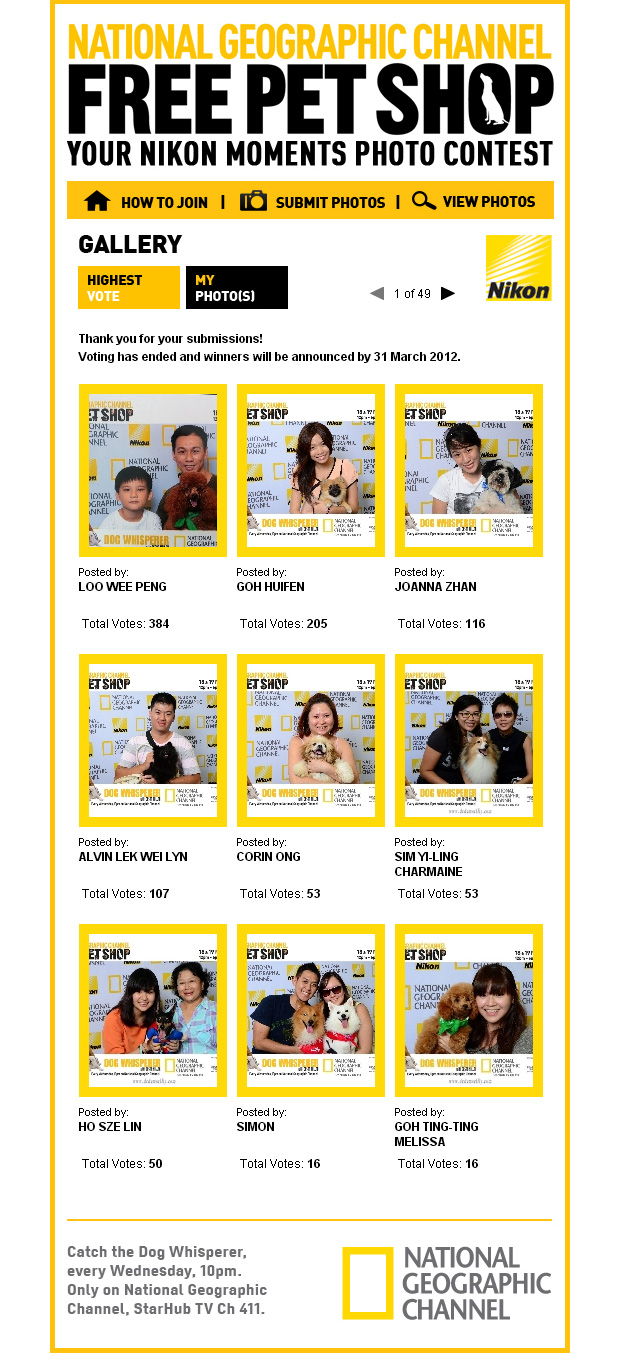 NATIONAL GEOGRAPHIC CHANNEL
FREE PET SHOP
YOUR NIKON MOMENTS PHOTO CONTEST
HOW TO JOIN | SUBMIT PHOTOS | VIEW PHOTOS
GALLERY
HIGHEST VOTE
MY PHOTO(S)
1 of 49
Nikon
Thank you for your submissions!
Voting has ended and winners will be announced by 31 March 2012.
Posted by: Posted by: Posted by:
LOO WEE PENG GOH HUIFEN JOANNA ZHAN
Total Votes: 384 Total Votes: 205 Total Votes: 116
Posted by: Posted by: Posted by:
ALVIN LEK WEI LYN CORIN ONG SIM YI-LING
CHARMAINE
Total Votes: 107 Total Votes: 53 Total Votes: 53
Posted by: Posted by: Posted by:
HO SZE LIN SIMON GOH TING-TING
MELISSA
Total Votes: 50 Total Votes: 16 Total Votes: 16
Catch the Dog Whisperer,
every Wednesday, 10pm.
Only on National Geographic
Channel, StarHub TV Ch 411.
NATIONAL
GEOGRAPHIC
CHANNEL